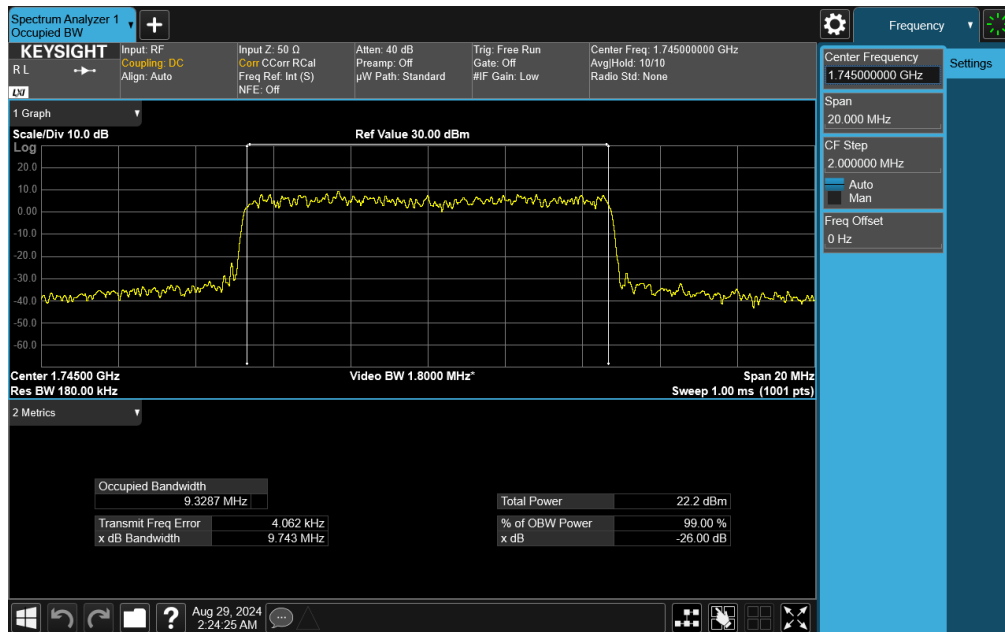 Spectrum Analyzer 1
Occupied BW
Frequency
KEYSIGHT
R L
LXI
Input: RF
Coupling: DC
Align: Auto
Input Z: 50 Ω
Corr CCorr RCal
Freq Ref: Int (S)
NFE: Off
Atten: 40 dB
Preamp: Off
µW Path: Standard
Trig: Free Run
Gate: Off
#IF Gain: Low
Center Freq: 1.745000000 GHz
Avg|Hold: 10/10
Radio Std: None
Center Frequency
1.745000000 GHz
Settings
Span
20.000 MHz
CF Step
2.000000 MHz
Auto
Man
Freq Offset
0 Hz
1 Graph
Scale/Div 10.0 dB
Ref Value 30.00 dBm
Log
20.0
10.0
0.00
-10.0
-20.0
-30.0
-40.0
-50.0
-60.0
Center 1.74500 GHz
Video BW 1.8000 MHz*
Span 20 MHz
Res BW 180.00 kHz
Sweep 1.00 ms (1001 pts)
2 Metrics
Occupied Bandwidth
9.3287 MHz
Total Power 22.2 dBm
Transmit Freq Error 4.062 kHz
% of OBW Power 99.00 %
x dB Bandwidth 9.743 MHz
x dB -26.00 dB
?
Aug 29, 2024
2:24:25 AM